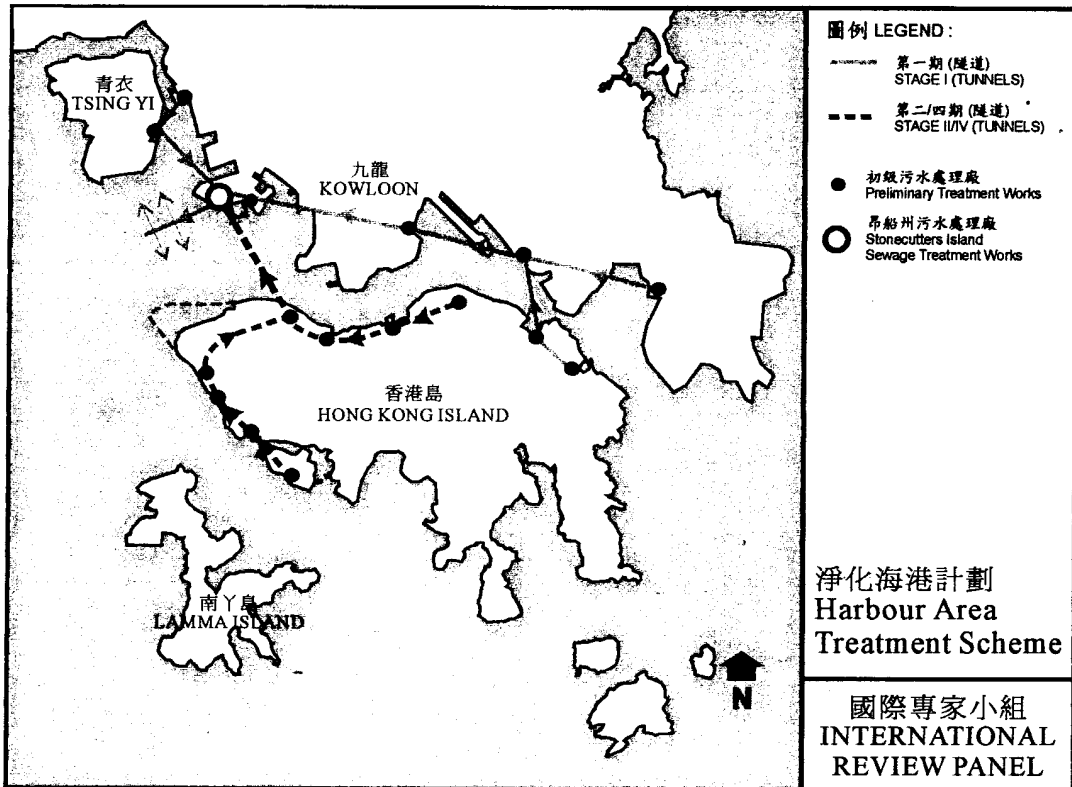 青衣
TSING YI
九龍
KOWLOON
香港島
HONG KONG ISLAND
南丫島
LAMMA ISLAND
N
圖例 LEGEND :
第一期 (隧道)
STAGE I (TUNNELS)
第二/四期 (隧道)
STAGE II/IV (TUNNELS)
初級污水處理廠
Preliminary Treatment Works
昂船州污水處理廠
Stonecutters Island
Sewage Treatment Works
淨化海港計劃
Harbour Area
Treatment Scheme
國際專家小組
INTERNATIONAL
REVIEW PANEL